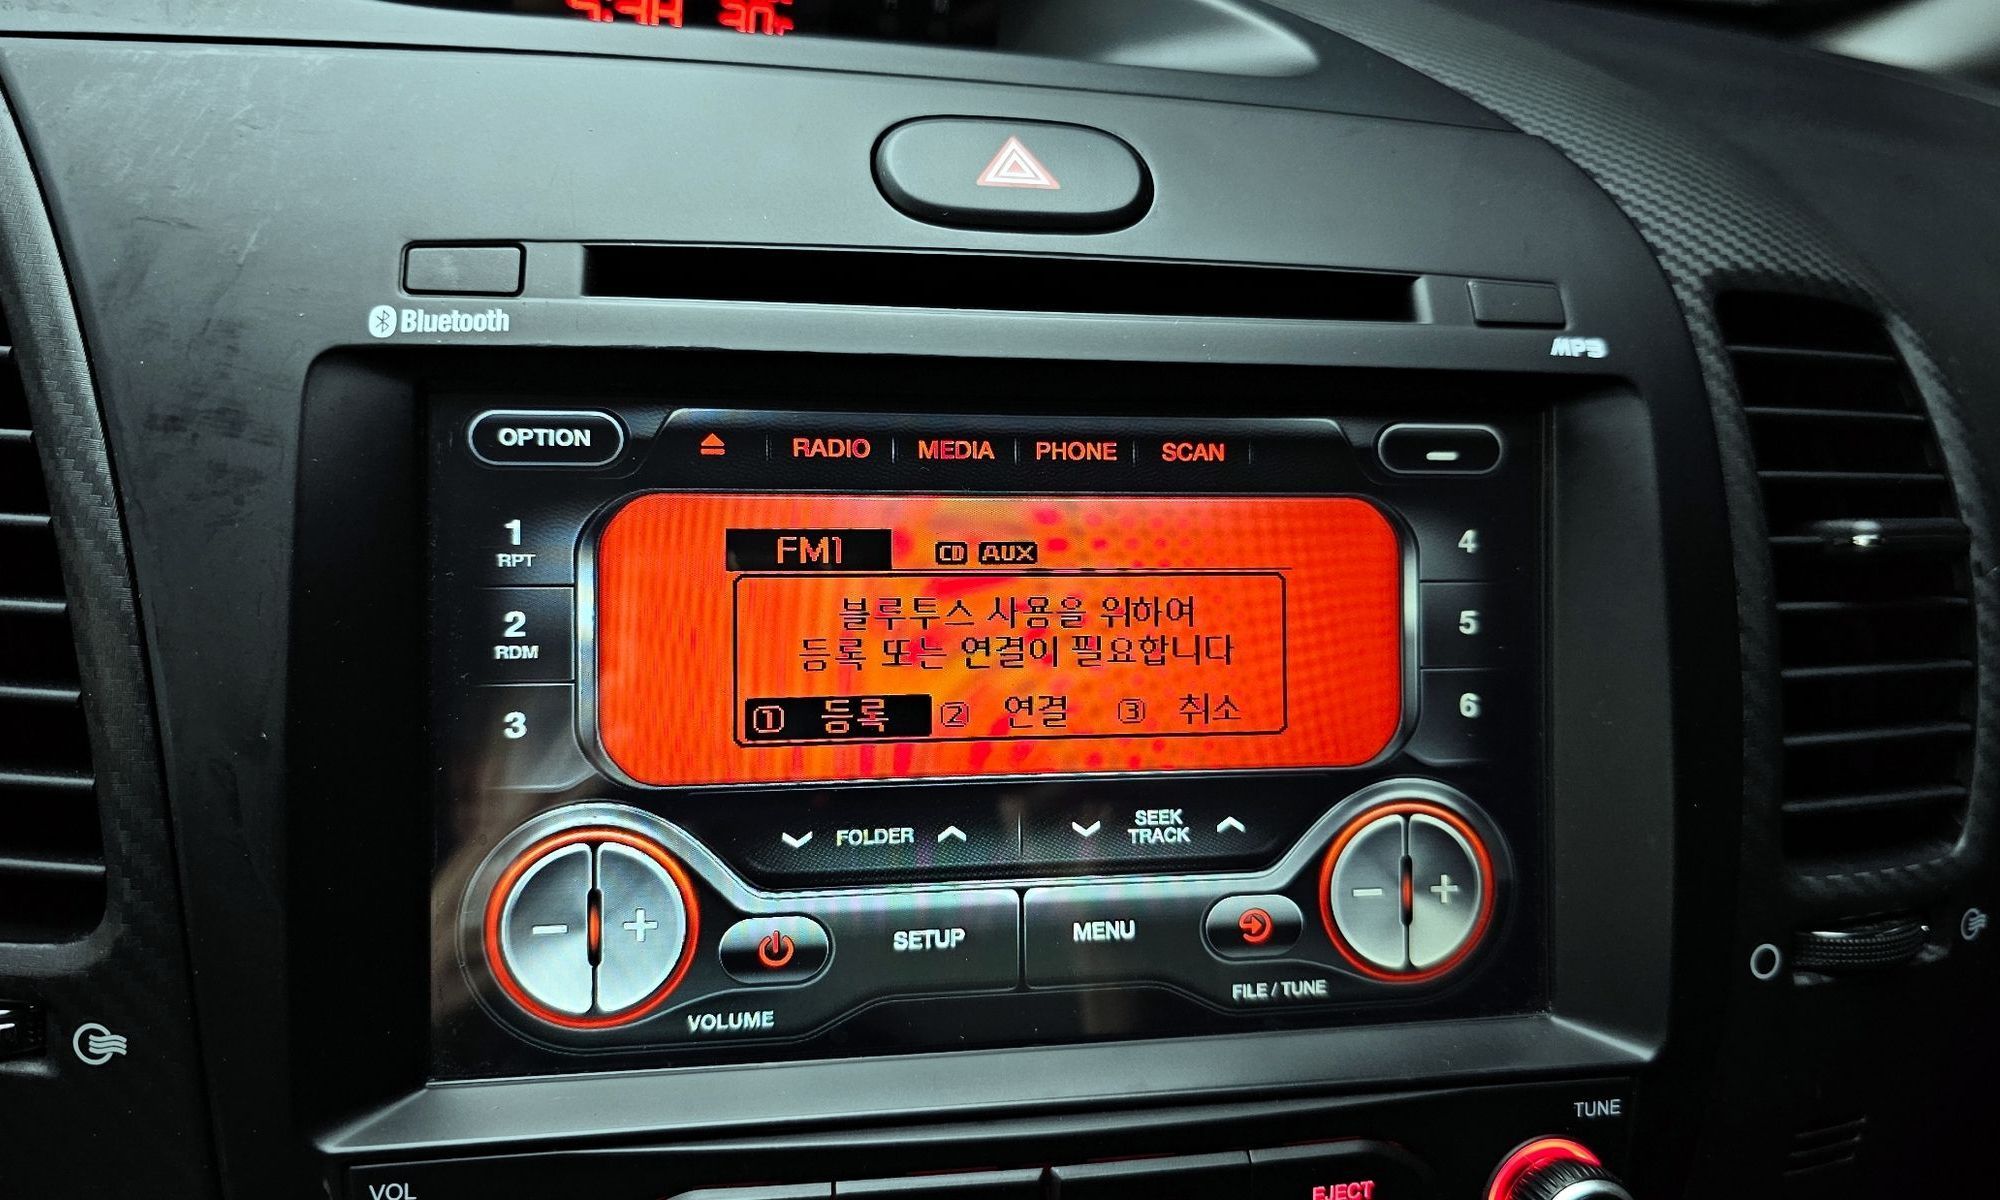 Bluetooth
MP3
OPTION
RADIO
MEDIA
PHONE
SCAN
1
RPT
2
RDM
3
4
5
6
FM1 CD AUX
블루투스 사용을 위하여
등록 또는 연결이 필요합니다
① 등록 ② 연결 ③ 취소
FOLDER
SEEK
TRACK
SETUP
MENU
VOLUME
FILE / TUNE
TUNE
VOL
EJECT